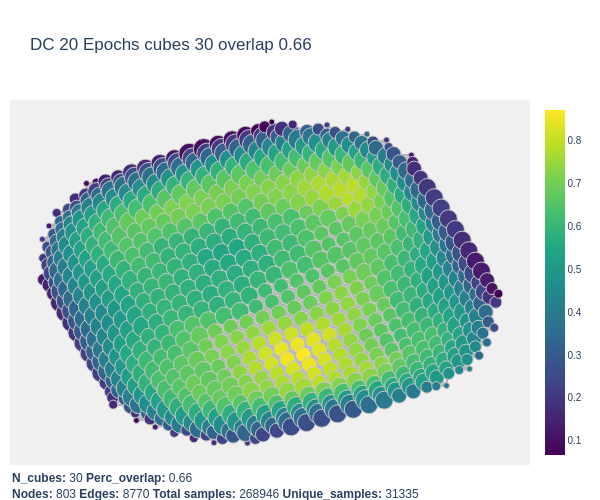 DC 20 Epochs cubes 30 overlap 0.66
0.8
0.7
0.6
0.5
0.4
0.3
0.2
0.1
N_cubes: 30 Perc_overlap: 0.66
Nodes: 803 Edges: 8770 Total samples: 268946 Unique_samples: 31335